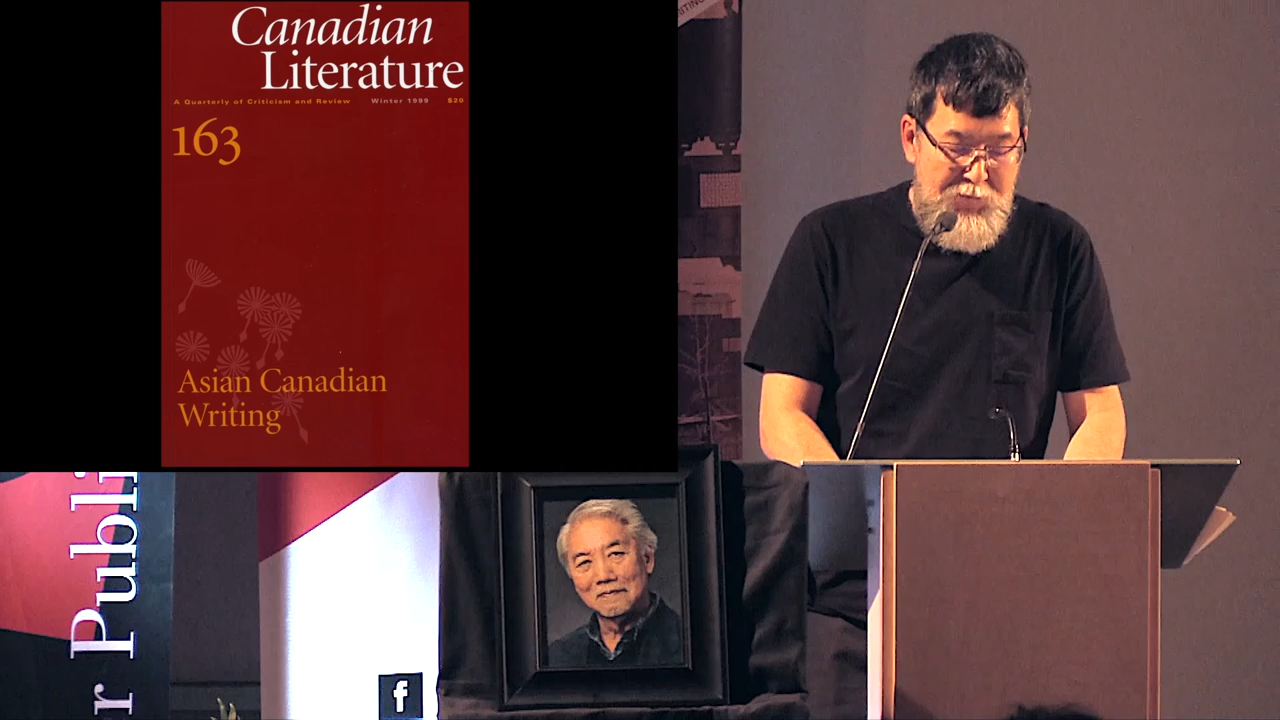 Canadian
Literature
A Quarterly of Criticism and Review Winter 1999 $20
163
Asian Canadian
Writing
r Publi
f